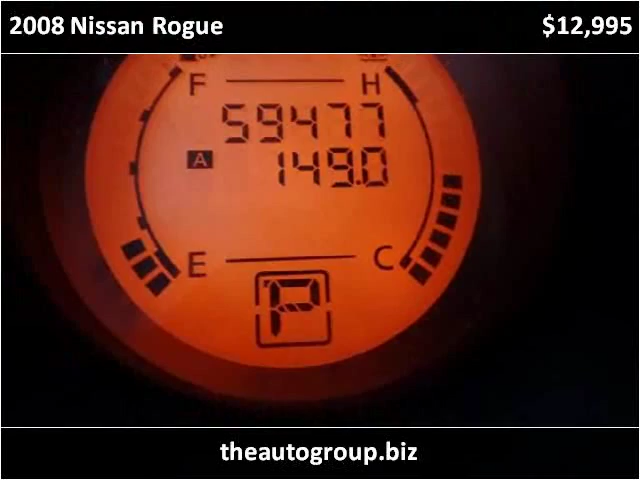 2008 Nissan Rogue $12,995
F H
59477
A 149.0
E C
P
theautogroup.biz